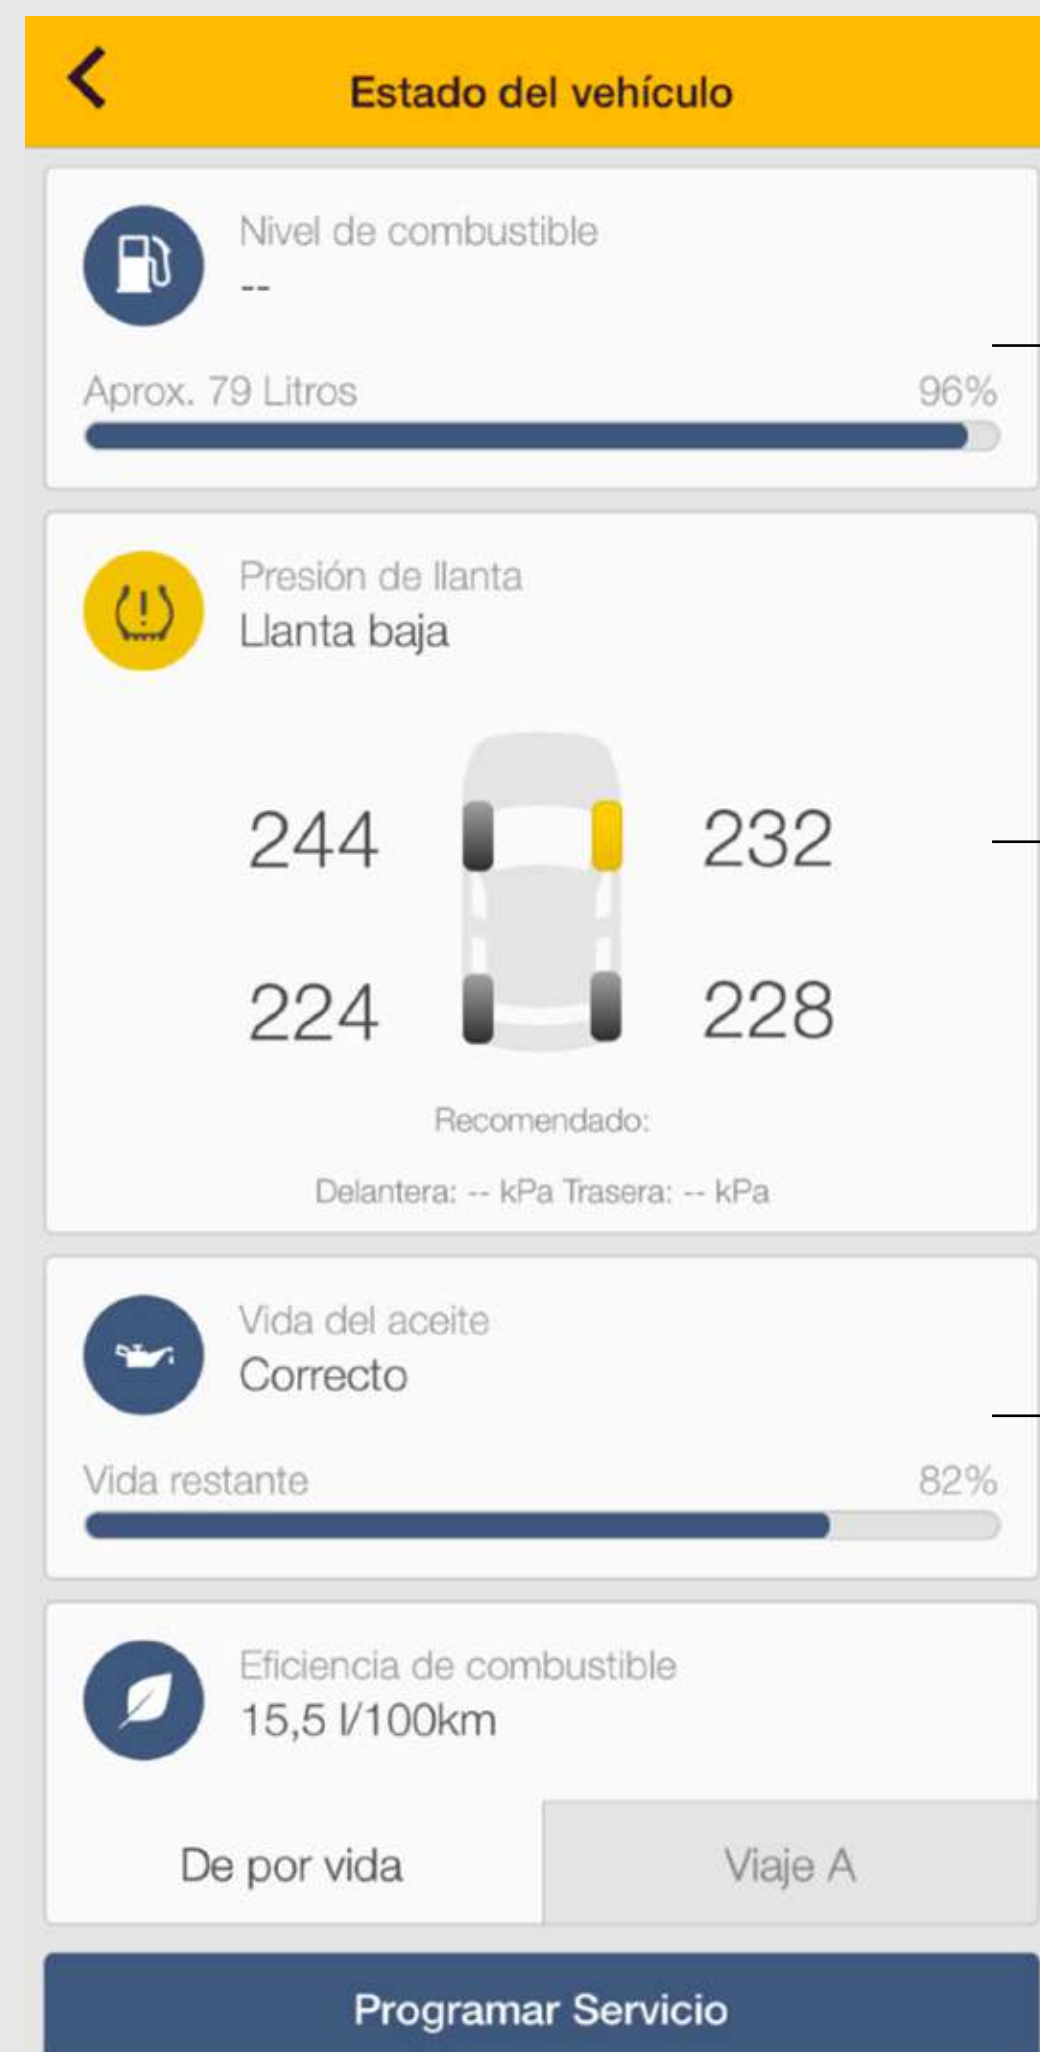 Estado del vehículo
Nivel de combustible
--
Aprox. 79 Litros 96%
Presión de llanta
Llanta baja
244 232
224 228
Recomendado:
Delantera: -- kPa Trasera: -- kPa
Vida del aceite
Correcto
Vida restante 82%
Eficiencia de combustible
15,5 l/100km
De por vida Viaje A
Programar Servicio